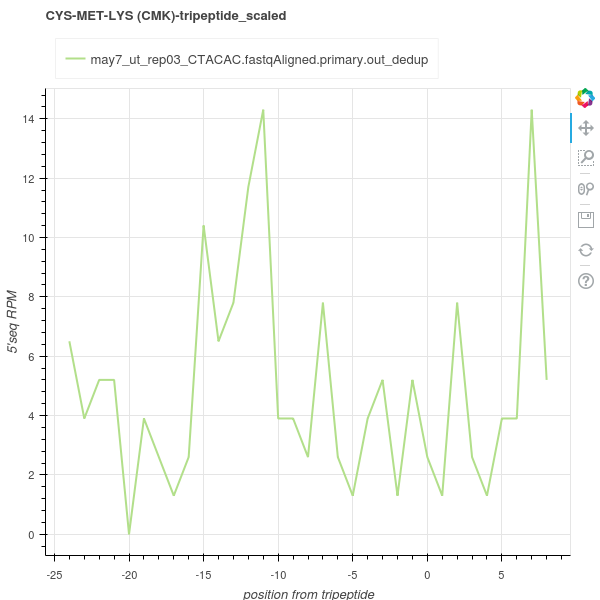 CYS-MET-LYS (CMK)-tripeptide_scaled
may7_ut_rep03_CTACAC.fastqAligned.primary.out_dedup
14
12
10
8
6
4
2
0
5'seq RPM
-25 -20 -15 -10 -5 0 5
position from tripeptide